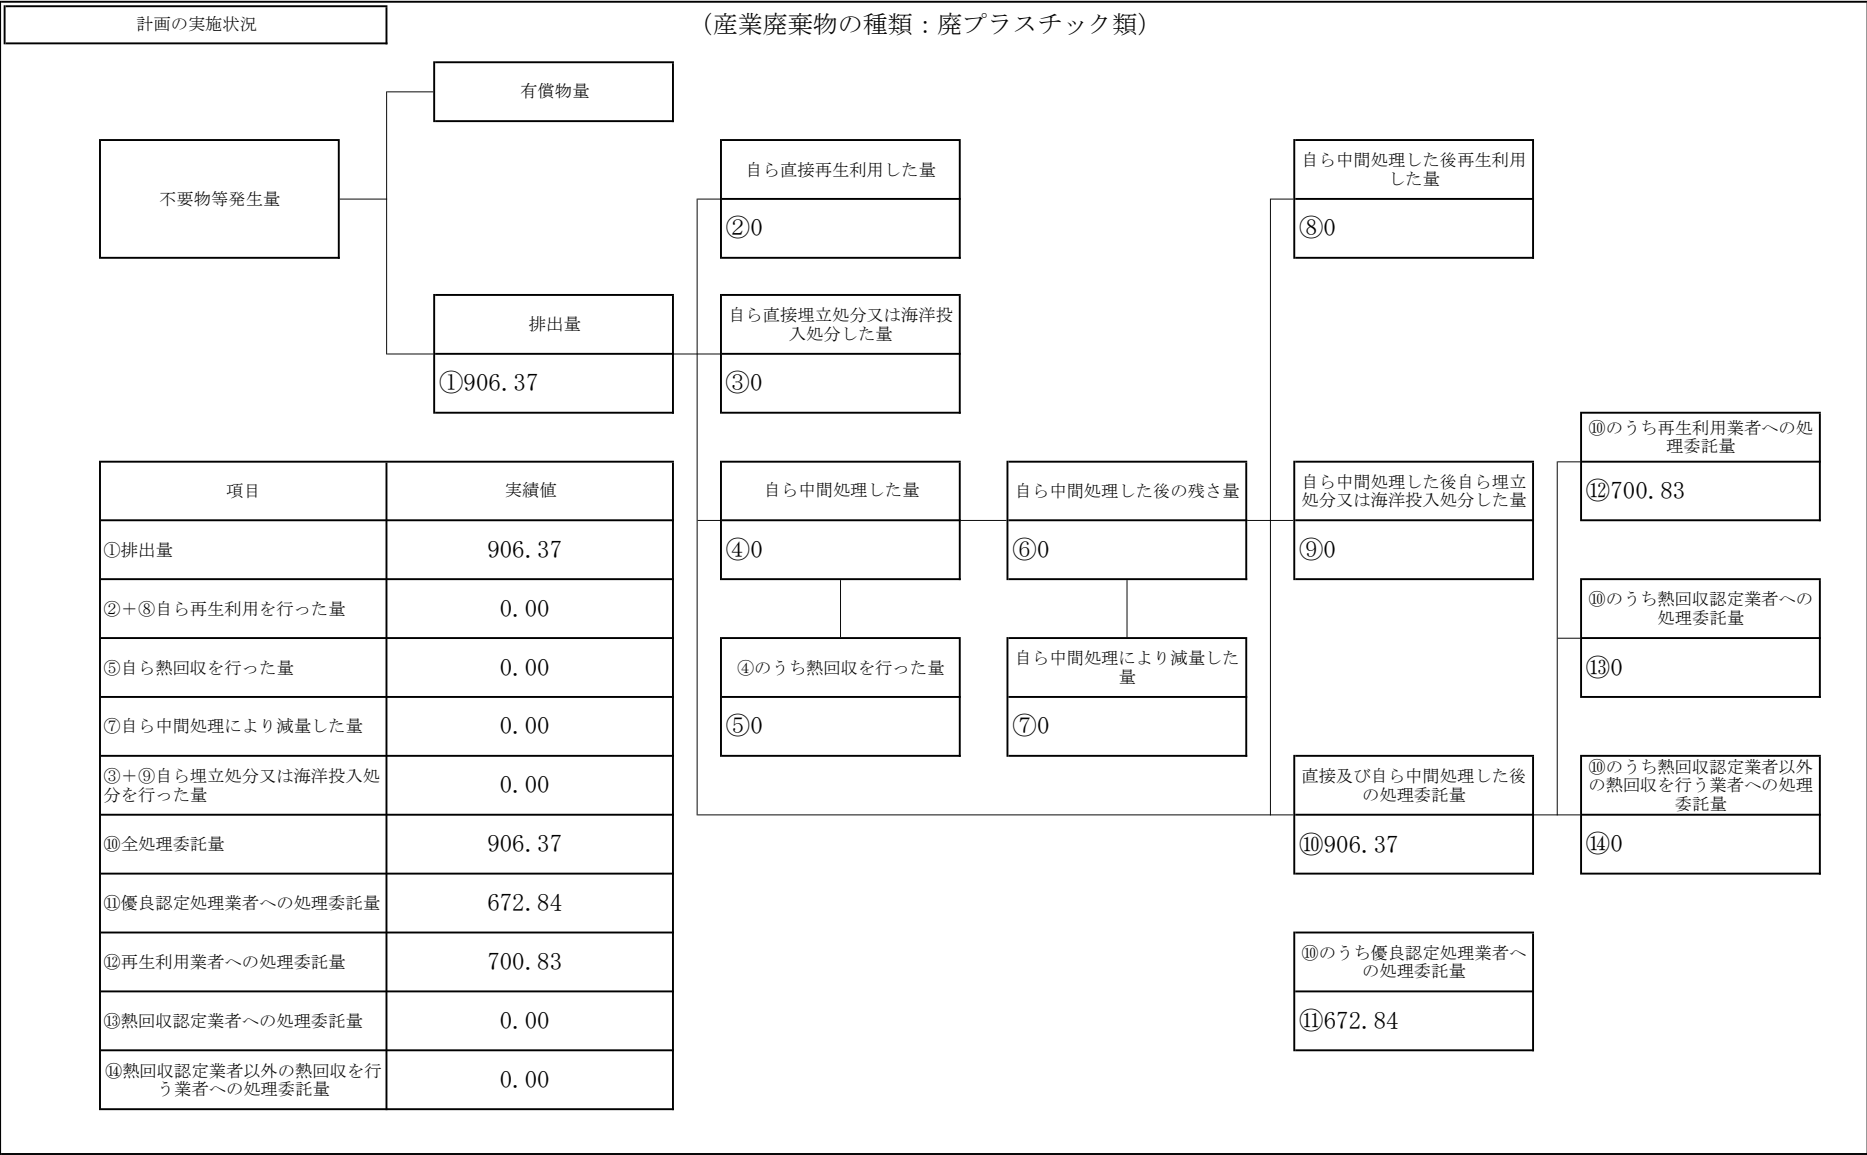 計画の実施状況
（産業廃棄物の種類：廃プラスチック類）
有償物量
不要物等発生量
自ら直接再生利用した量
②0
自ら中間処理した後再生利用
した量
⑧0
排出量
①906.37
自ら直接埋立処分又は海洋投
入処分した量
③0
⑩のうち再生利用業者への処
理委託量
⑫700.83
自ら中間処理した量
④0
自ら中間処理した後の残さ量
⑥0
自ら中間処理した後自ら埋立
処分又は海洋投入処分した量
⑨0
⑩のうち熱回収認定業者への
処理委託量
⑬0
④のうち熱回収を行った量
⑤0
自ら中間処理により減量した
量
⑦0
直接及び自ら中間処理した後
の処理委託量
⑩906.37
⑩のうち熱回収認定業者以外
の熱回収を行う業者への処理
委託量
⑭0
⑩のうち優良認定処理業者へ
の処理委託量
⑪672.84
項目 実績値
①排出量 906.37
②＋⑧自ら再生利用を行った量 0.00
⑤自ら熱回収を行った量 0.00
⑦自ら中間処理により減量した量 0.00
③＋⑨自ら埋立処分又は海洋投入処
分を行った量 0.00
⑩全処理委託量 906.37
⑪優良認定処理業者への処理委託量 672.84
⑫再生利用業者への処理委託量 700.83
⑬熱回収認定業者への処理委託量 0.00
⑭熱回収認定業者以外の熱回収を行
う業者への処理委託量 0.00